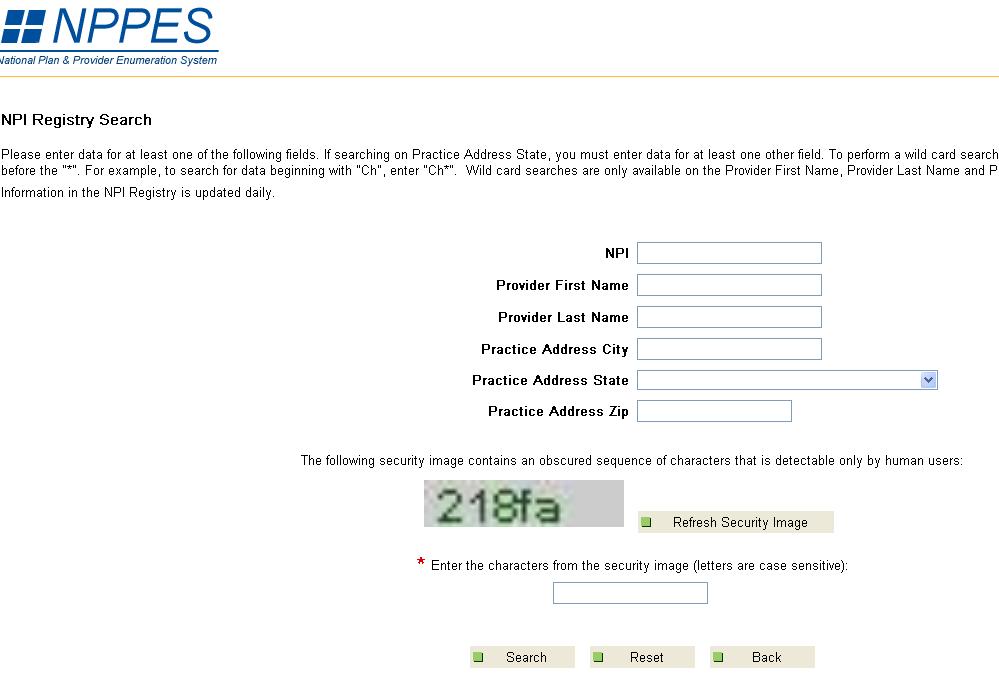 NPPES
National Plan & Provider Enumeration System
NPI Registry Search
Please enter data for at least one of the following fields. If searching on Practice Address State, you must enter data for at least one other field. To perform a wild card search
before the "*". For example, to search for data beginning with "Ch", enter "Ch*". Wild card searches are only available on the Provider First Name, Provider Last Name and P
Information in the NPI Registry is updated daily.
NPI
Provider First Name
Provider Last Name
Practice Address City
Practice Address State
Practice Address Zip
The following security image contains an obscured sequence of characters that is detectable only by human users:
218fa
Refresh Security Image
* Enter the characters from the security image (letters are case sensitive):
Search Reset Back